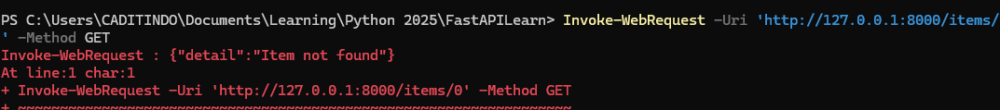 PS C:\Users\CADITINDO\Documents\Learning\Python 2025\FastAPILearn> Invoke-WebRequest -Uri 'http://127.0.0.1:8000/items/
' -Method GET
Invoke-WebRequest : {"detail":"Item not found"}
At line:1 char:1
+ Invoke-WebRequest -Uri 'http://127.0.0.1:8000/items/0' -Method GET
+ ~~~~~~~~~~~~~~~~~~~~~~~~~~~~~~~~~~~~~~~~~~~~~~~~~~~~~~~~~~~~~~~~~~